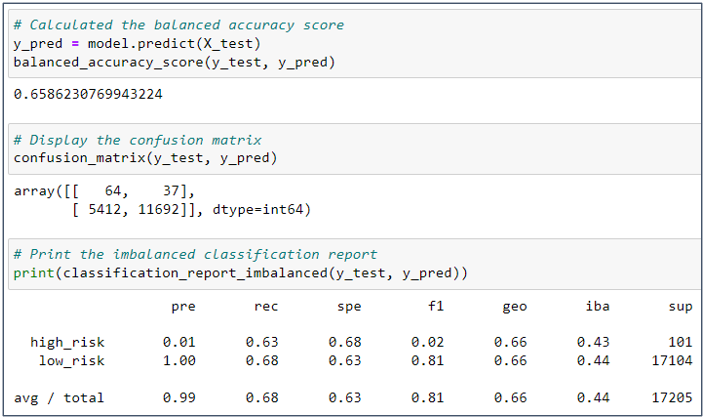 # Calculated the balanced accuracy score
y_pred = model.predict(X_test)
balanced_accuracy_score(y_test, y_pred)
0.6586230769943224
# Display the confusion matrix
confusion_matrix(y_test, y_pred)
array([[   64,    37],
       [ 5412, 11692]], dtype=int64)
# Print the imbalanced classification report
print(classification_report_imbalanced(y_test, y_pred))
pre rec spe f1 geo iba sup
high_risk 0.01 0.63 0.68 0.02 0.66 0.43 101
low_risk 1.00 0.68 0.63 0.81 0.66 0.44 17104
avg / total 0.99 0.68 0.63 0.81 0.66 0.44 17205